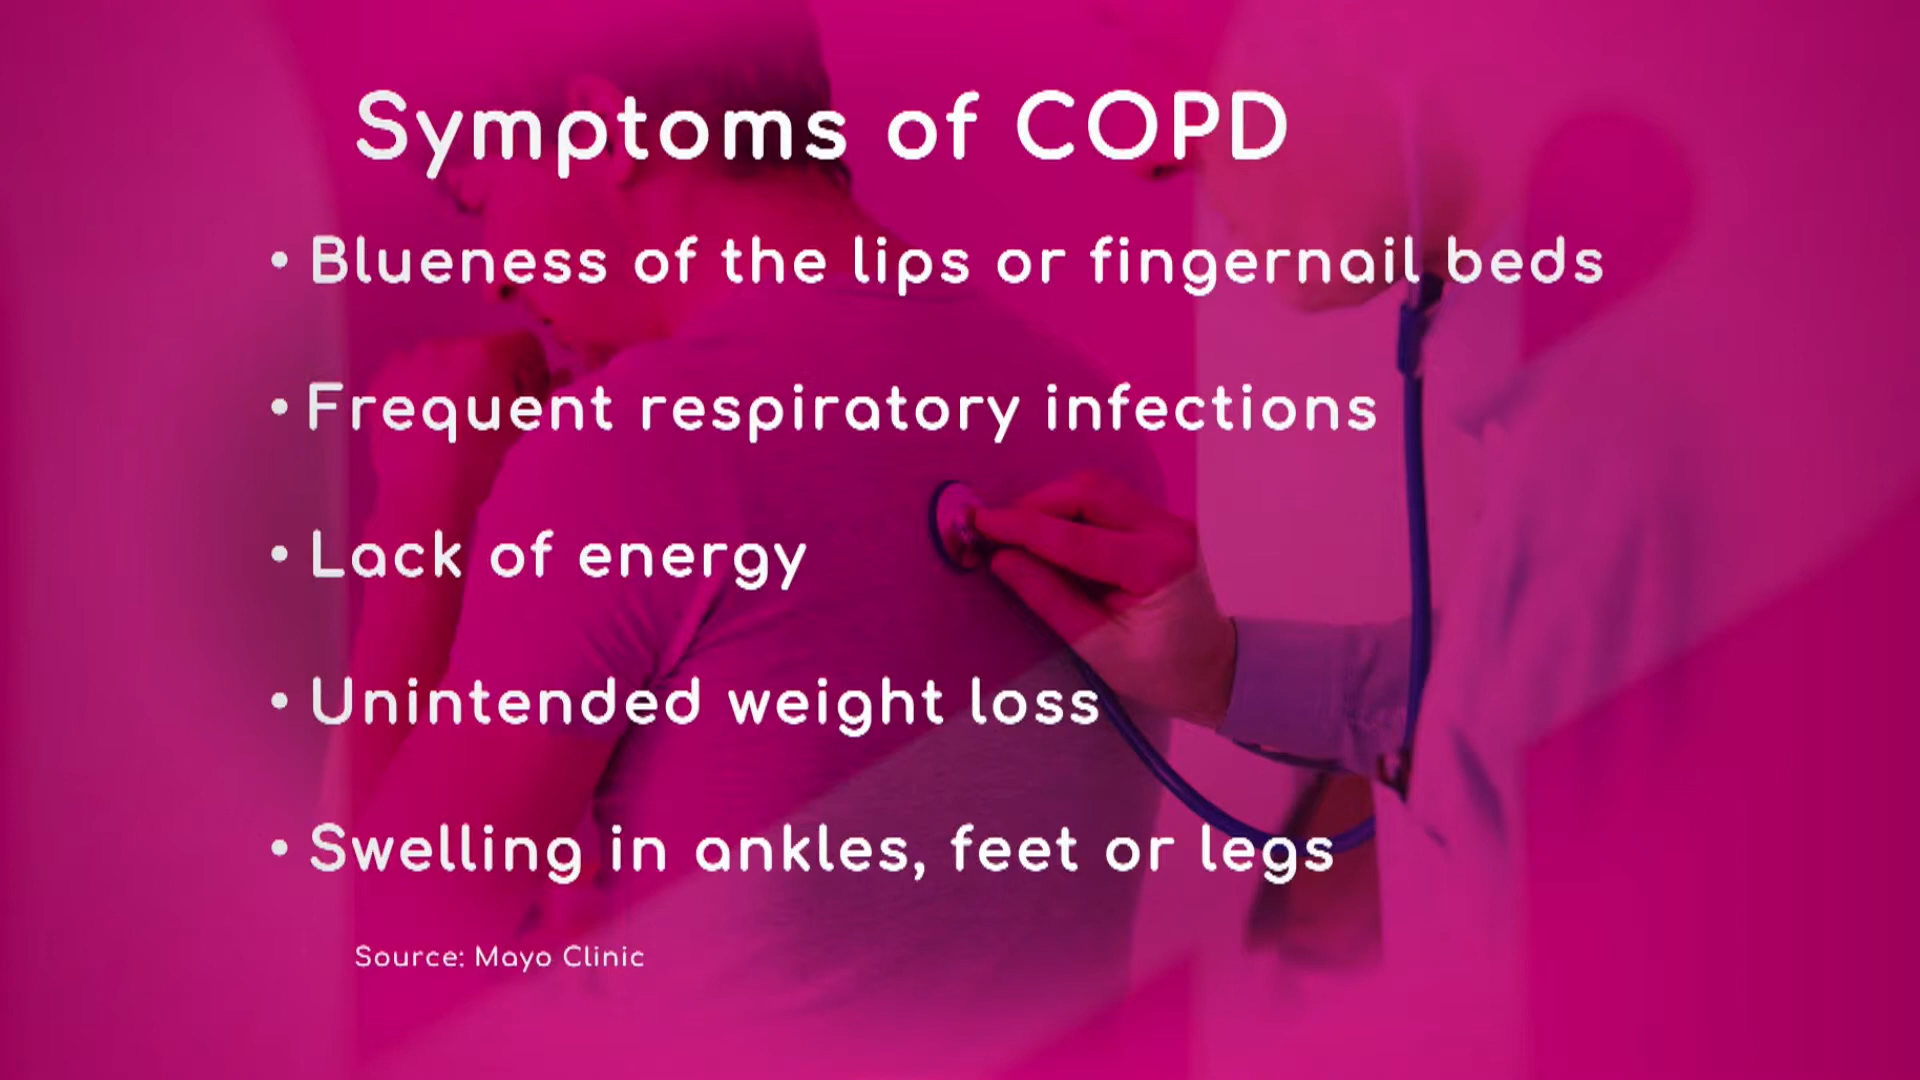 Symptoms of COPD
• Blueness of the lips or fingernail beds
• Frequent respiratory infections
• Lack of energy
• Unintended weight loss
• Swelling in ankles, feet or legs
Source: Mayo Clinic